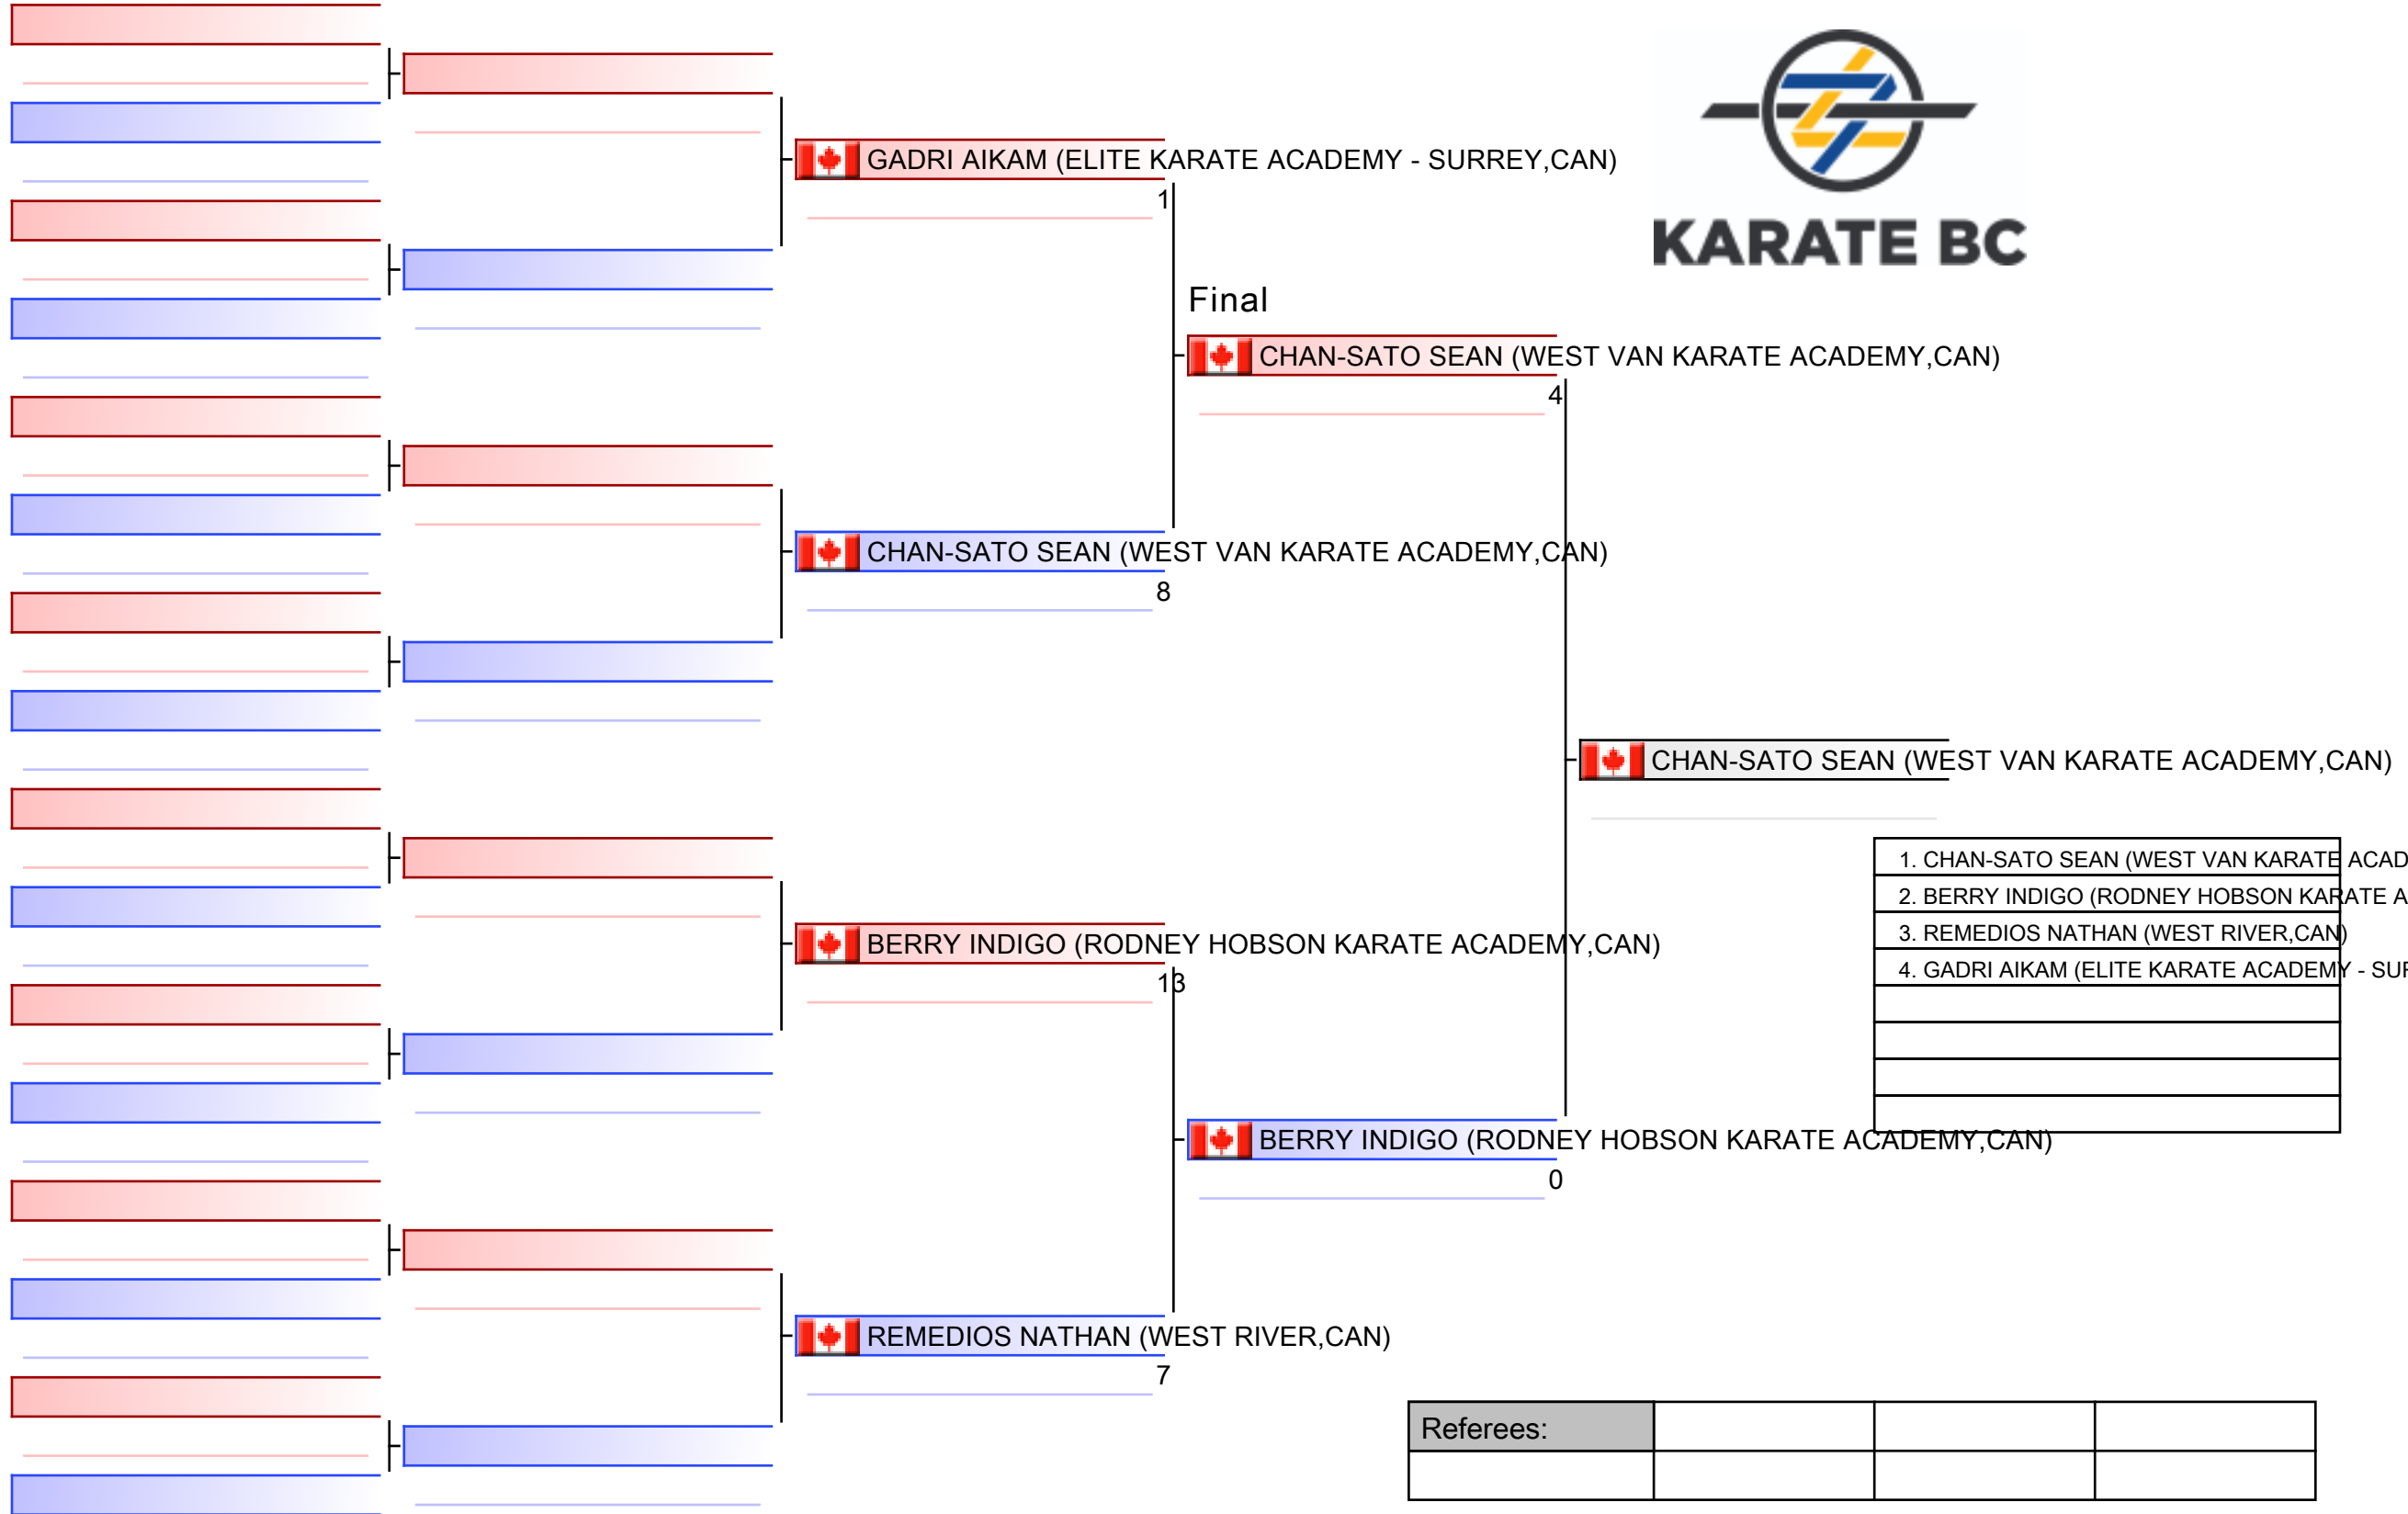 KARATE BC
GADRI AIKAM (ELITE KARATE ACADEMY - SURREY,CAN)
1
Final
CHAN-SATO SEAN (WEST VAN KARATE ACADEMY,CAN)
4
CHAN-SATO SEAN (WEST VAN KARATE ACADEMY,CAN)
8
CHAN-SATO SEAN (WEST VAN KARATE ACADEMY,CAN)
1. CHAN-SATO SEAN (WEST VAN KARATE ACAD
2. BERRY INDIGO (RODNEY HOBSON KARATE A
3. REMEDIOS NATHAN (WEST RIVER,CAN)
4. GADRI AIKAM (ELITE KARATE ACADEMY - SUR
BERRY INDIGO (RODNEY HOBSON KARATE ACADEMY,CAN)
13
BERRY INDIGO (RODNEY HOBSON KARATE ACADEMY,CAN)
0
REMEDIOS NATHAN (WEST RIVER,CAN)
7
Referees: